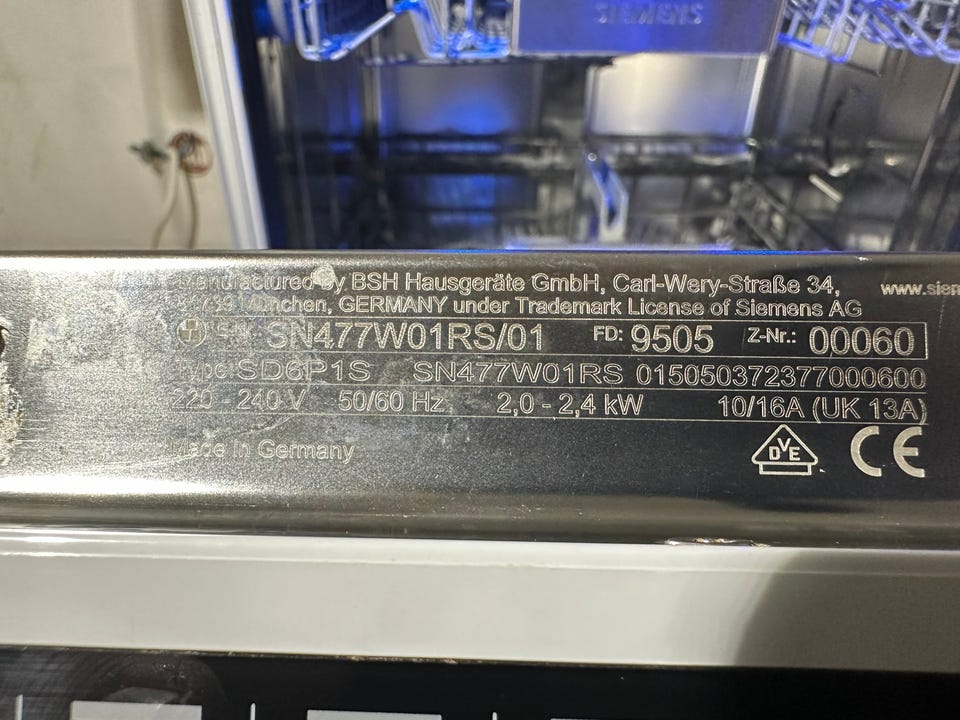 SIEMENS
Manufactured by BSH Hausgeräte GmbH, Carl-Wery-Straße 34,
München, GERMANY under Trademark License of Siemens AG
www.sie
SN477W01RS/01 FD: 9505 Z-Nr.: 00060
Type: SD6P1S SN477W01RS 015050372377000600
240 V 50/60 Hz 2,0 - 2,4 kW 10/16A (UK 13A)
Made in Germany
DVE CE